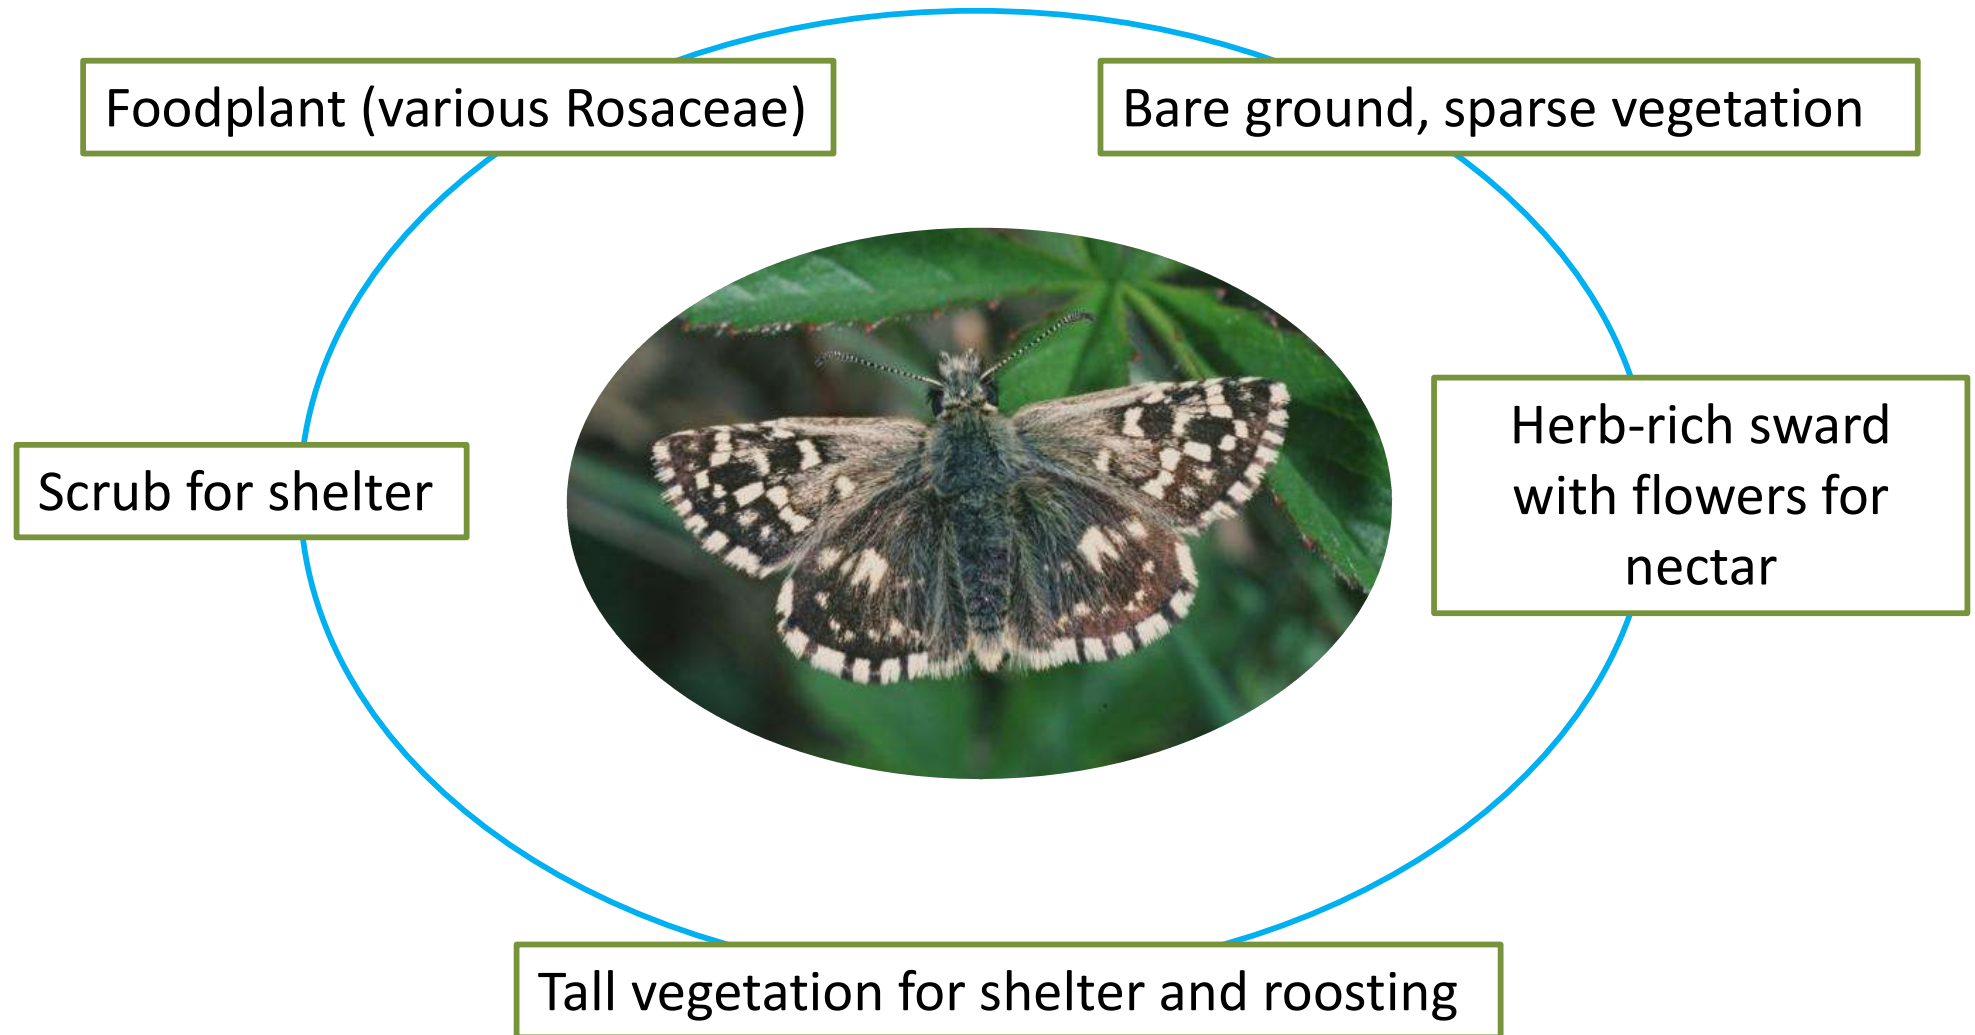 Foodplant (various Rosaceae)
Bare ground, sparse vegetation
Scrub for shelter
Herb-rich sward
with flowers for
nectar
Tall vegetation for shelter and roosting